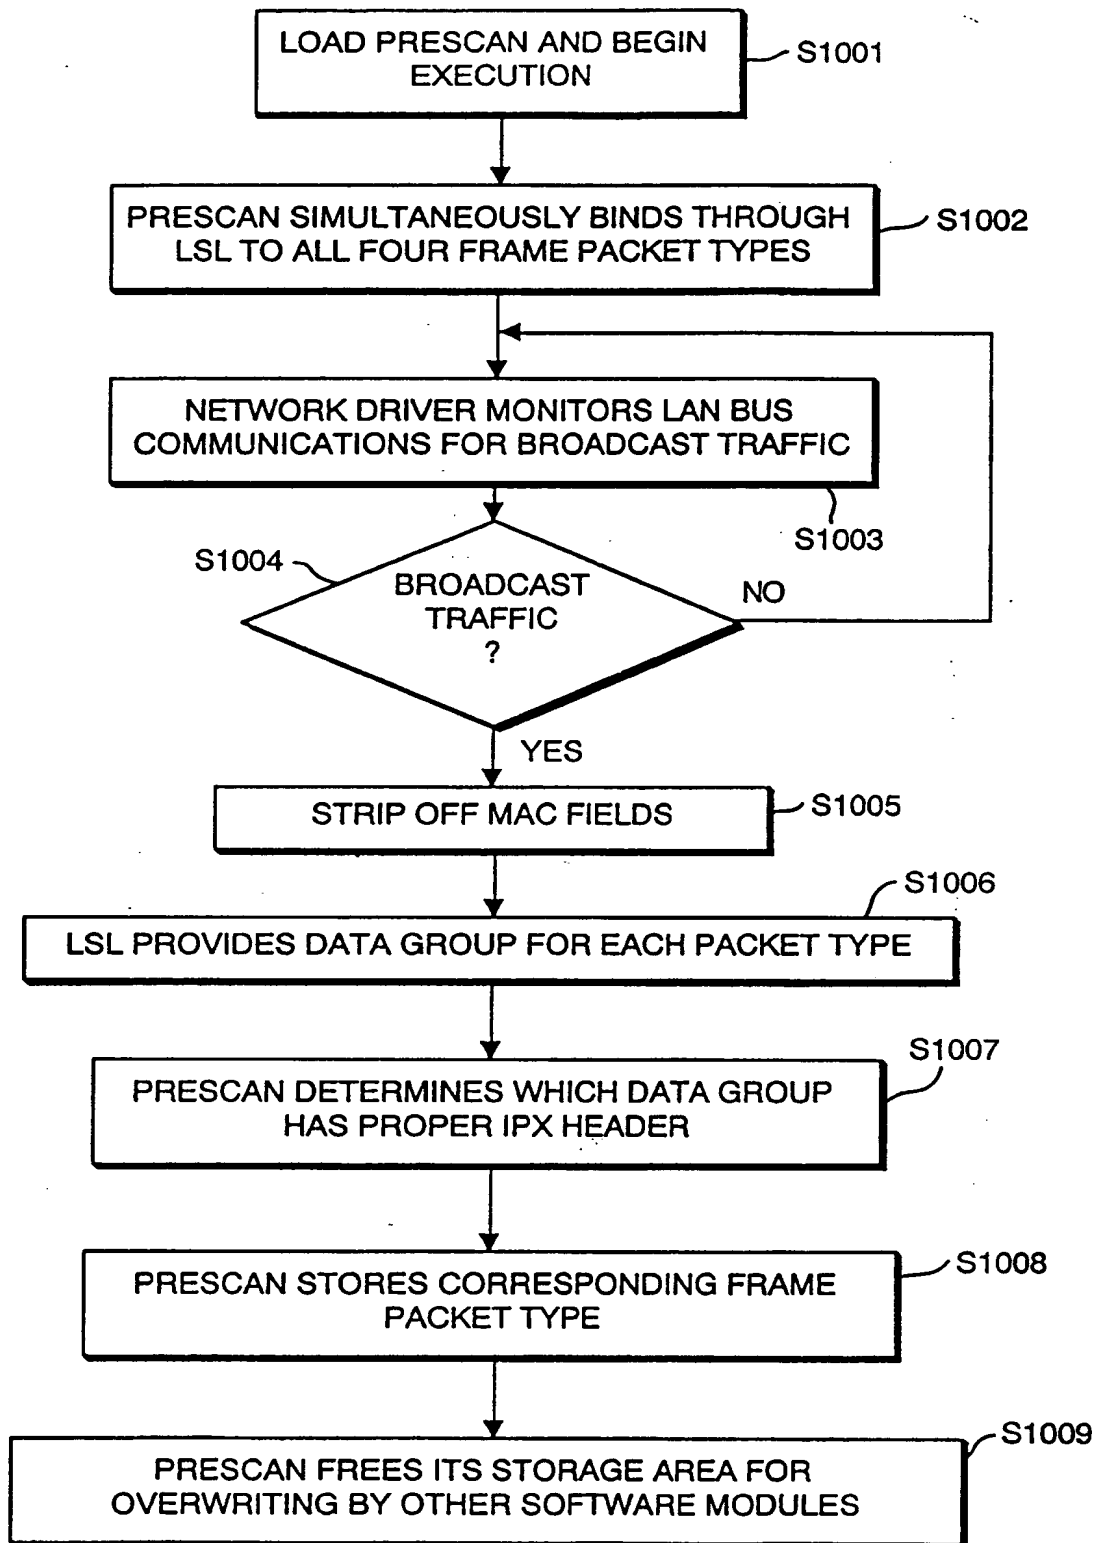 LOAD PRESCAN AND BEGIN
EXECUTION
S1001
PRESCAN SIMULTANEOUSLY BINDS THROUGH
LSL TO ALL FOUR FRAME PACKET TYPES
S1002
NETWORK DRIVER MONITORS LAN BUS
COMMUNICATIONS FOR BROADCAST TRAFFIC
S1003
S1004
BROADCAST
TRAFFIC
?
NO
YES
STRIP OFF MAC FIELDS
S1005
S1006
LSL PROVIDES DATA GROUP FOR EACH PACKET TYPE
S1007
PRESCAN DETERMINES WHICH DATA GROUP
HAS PROPER IPX HEADER
PRESCAN STORES CORRESPONDING FRAME
PACKET TYPE
S1008
S1009
PRESCAN FREES ITS STORAGE AREA FOR
OVERWRITING BY OTHER SOFTWARE MODULES